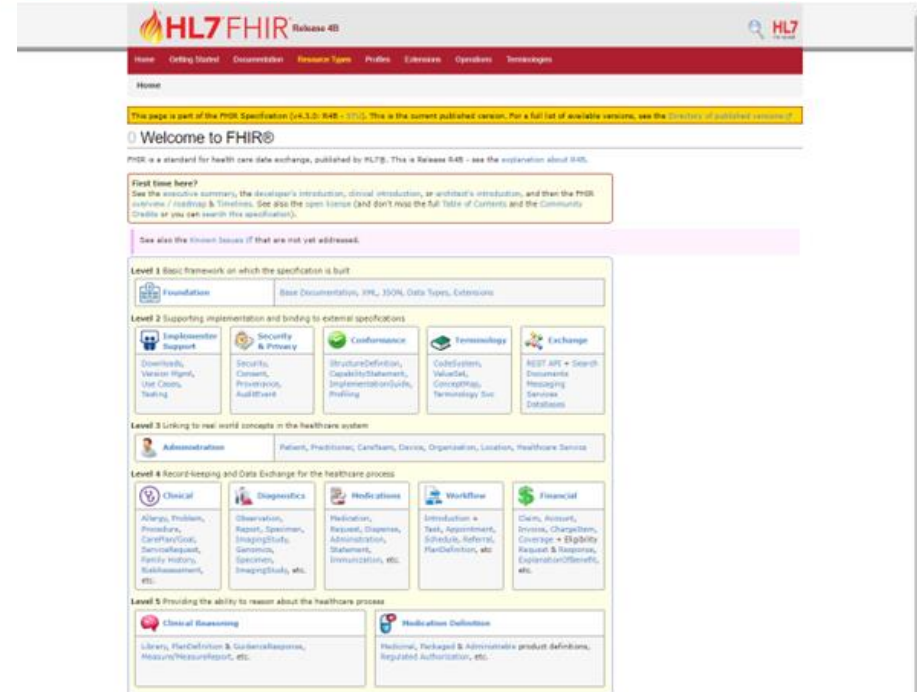 HL7 FHIR Release 4B
HL7
Home Getting Started Documentation Resource Types Profiles Extensions Operations Terminologies
Home
This page is part of the FHIR Specification (v4.3.0: R4B - STU). This is the current published version. For a full list of available versions, see the Directory of published versions
0 Welcome to FHIR®
FHIR is a standard for health care data exchange, published by HL7®. This is Release R4B - see the explanation about R4B.
First time here?
See the executive summary, the developer's introduction, clinical introduction, or architect's introduction, and then the FHIR
overview / roadmap & Timelines. See also the open license (and don't miss the full Table of Contents and the Community
Credits or you can search this specification).
See also the Known Issues that are not yet addressed.
Level 1 Basic framework on which the specification is built
Foundation
Base Documentation, XML, JSON, Data Types, Extensions
Level 2 Supporting implementation and binding to external specifications
Implementer
Support
Downloads,
Version Mgmt,
Use Cases,
Testing
Security
& Privacy
Security,
Consent,
Provenance,
AuditEvent
Conformance
StructureDefinition,
CapabilityStatement,
ImplementationGuide,
Profiling
Terminology
CodeSystem,
ValueSet,
ConceptMap,
Terminology Svc
Exchange
REST API + Search
Documents
Messaging
Services
Databases
Level 3 Linking to real world concepts in the healthcare system
Administration
Patient, Practitioner, CareTeam, Device, Organization, Location, Healthcare Service
Level 4 Record-keeping and Data Exchange for the healthcare process
Clinical
Allergy, Problem,
Procedure,
CarePlan/Goal,
ServiceRequest,
Family History,
RiskAssessment,
etc.
Diagnostics
Observation,
Report, Specimen,
ImagingStudy,
Genomics,
Specimen,
ImagingStudy, etc.
Medications
Medication,
Request, Dispense,
Administration,
Statement,
Immunization, etc.
Workflow
Introduction +
Task, Appointment,
Schedule, Referral,
PlanDefinition, etc
Financial
Claim, Account,
Invoice, ChargeItem,
Coverage + Eligibility
Request & Response,
ExplanationOfBenefit,
etc.
Level 5 Providing the ability to reason about the healthcare process
Clinical Reasoning
Library, PlanDefinition & GuidanceResponse,
Measure/MeasureReport, etc.
Medication Definition
Medicinal, Packaged & Administrable product definitions,
Regulated Authorization, etc.